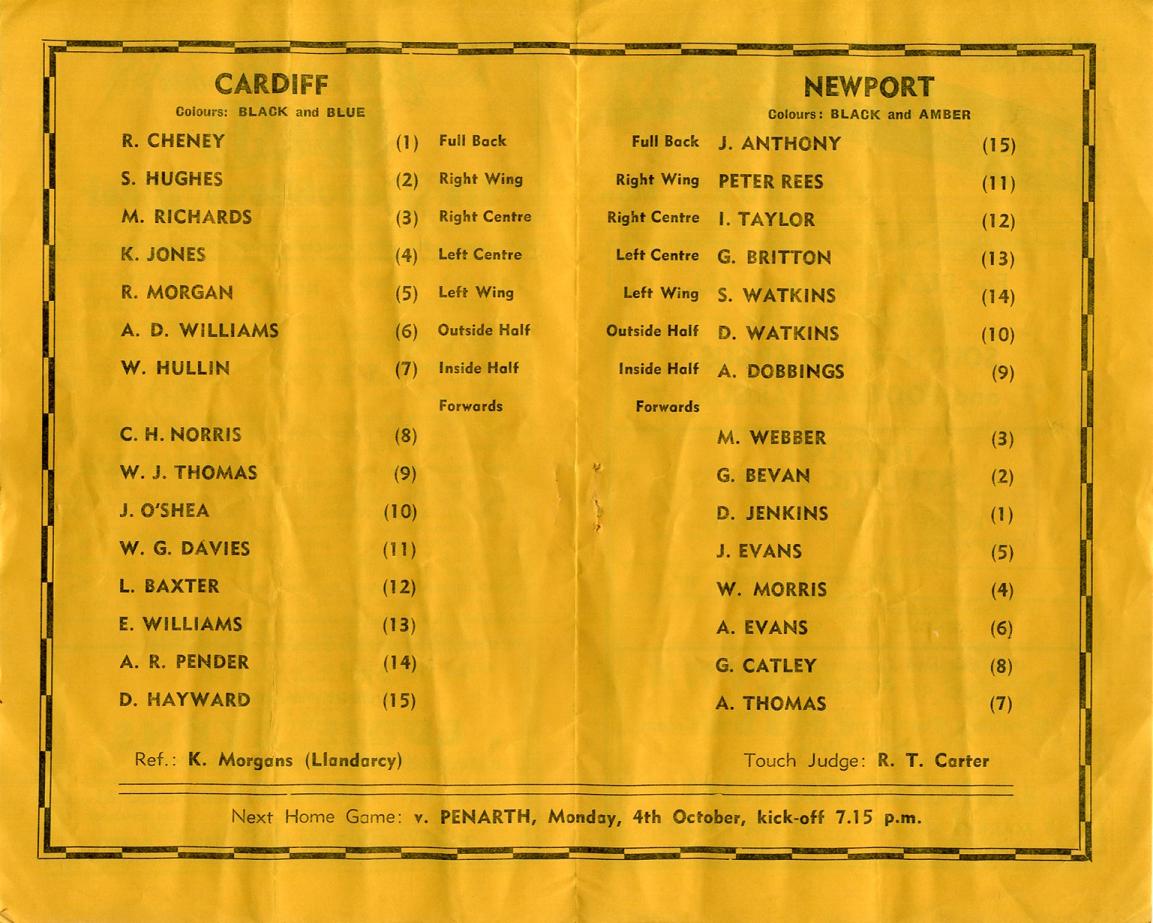 CARDIFF
Colours: BLACK and BLUE
R. CHENEY (1) Full Back
S. HUGHES (2) Right Wing
M. RICHARDS (3) Right Centre
K. JONES (4) Left Centre
R. MORGAN (5) Left Wing
A. D. WILLIAMS (6) Outside Half
W. HULLIN (7) Inside Half
Forwards
C. H. NORRIS (8)
W. J. THOMAS (9)
J. O'SHEA (10)
W. G. DAVIES (11)
L. BAXTER (12)
E. WILLIAMS (13)
A. R. PENDER (14)
D. HAYWARD (15)
Ref.: K. Morgans (Llandarcy)
NEWPORT
Colours: BLACK and AMBER
Full Back J. ANTHONY (15)
Right Wing PETER REES (11)
Right Centre I. TAYLOR (12)
Left Centre G. BRITTON (13)
Left Wing S. WATKINS (14)
Outside Half D. WATKINS (10)
Inside Half A. DOBBINGS (9)
Forwards
M. WEBBER (3)
G. BEVAN (2)
D. JENKINS (1)
J. EVANS (5)
W. MORRIS (4)
A. EVANS (6)
G. CATLEY (8)
A. THOMAS (7)
Touch Judge: R. T. Carter
Next Home Game: v. PENARTH, Monday, 4th October, kick-off 7.15 p.m.